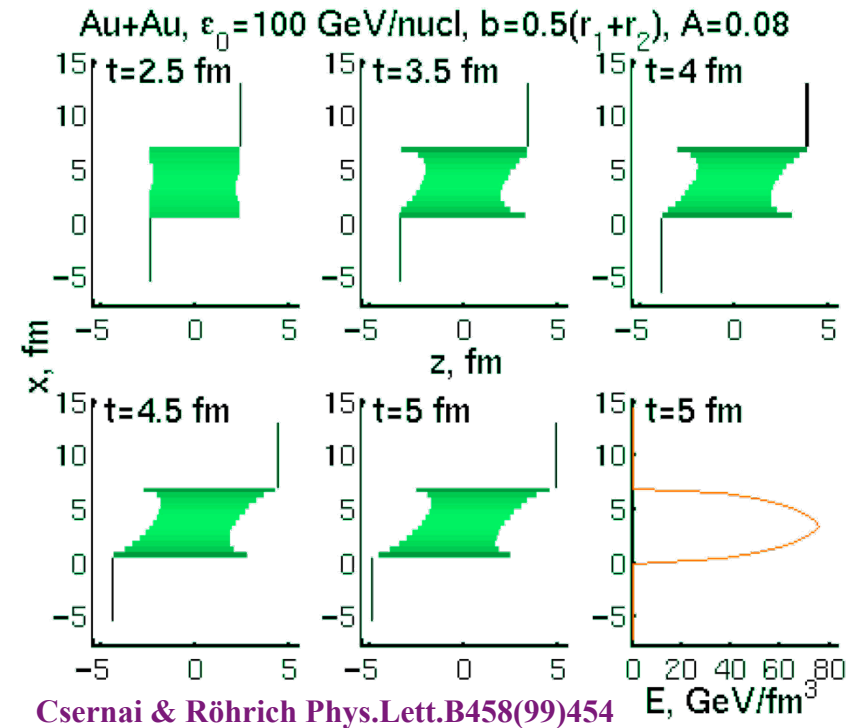 Au+Au, ε₀=100 GeV/nucl, b=0.5(r₁+r₂), A=0.08
t=2.5 fm
15
10
5
0
−5
−5 0 5
t=3.5 fm
15
10
5
0
−5
−5 0 5
t=4 fm
15
10
5
0
−5
−5 0 5
x, fm
z, fm
t=4.5 fm
15
10
5
0
−5
−5 0 5
t=5 fm
15
10
5
0
−5
−5 0 5
t=5 fm
15
10
5
0
−5
0 20 40 60 80
E, GeV/fm³
Csernai & Röhrich Phys.Lett.B458(99)454